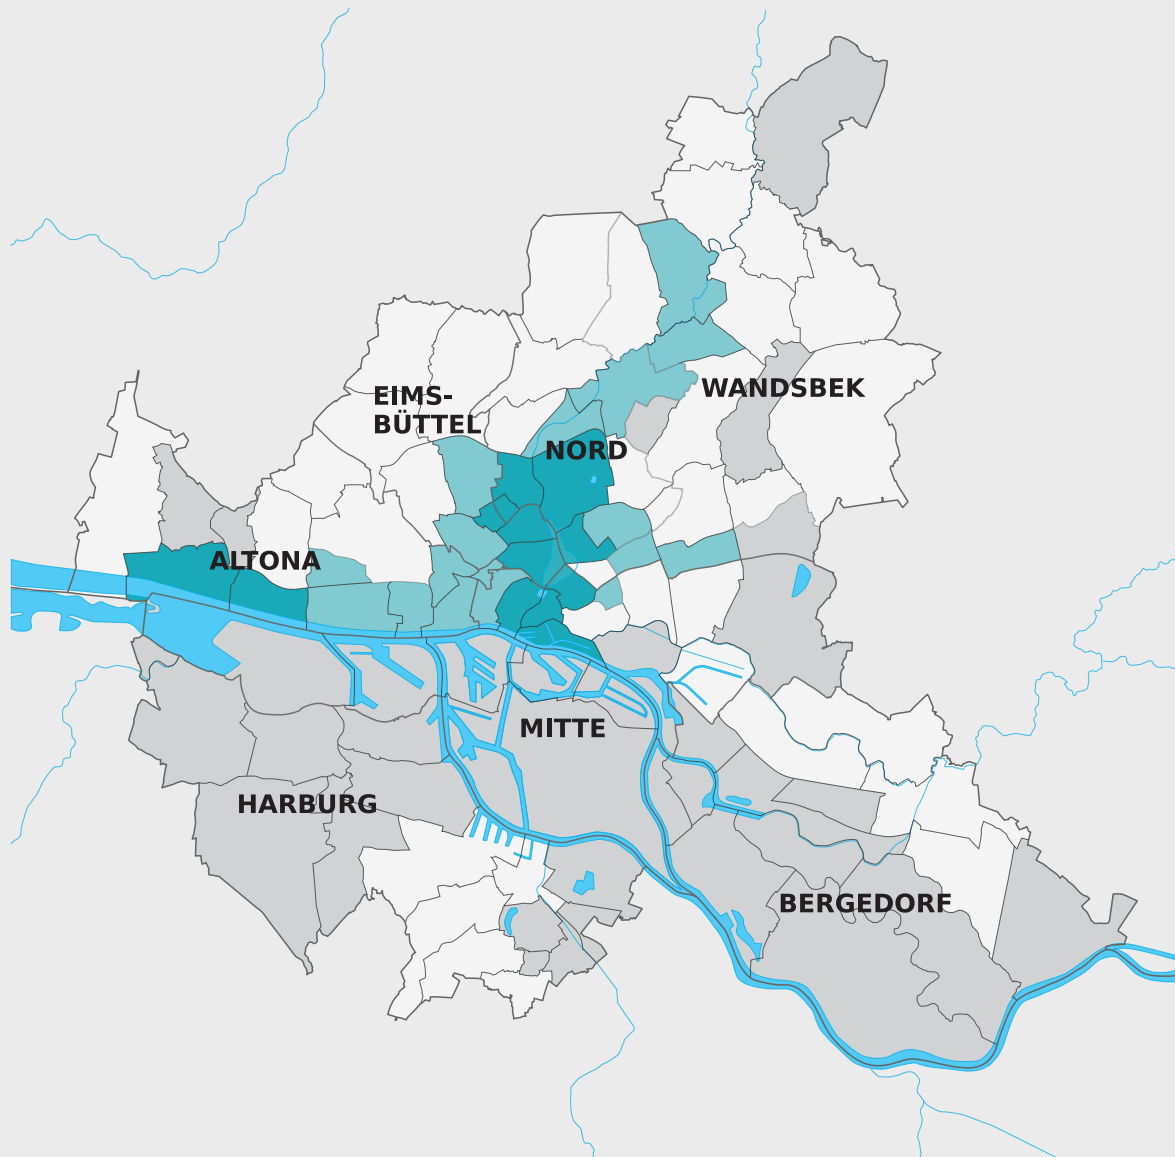 WANDSBEK
EIMS-
BÜTTEL
NORD
ALTONA
MITTE
HARBURG
BERGEDORF